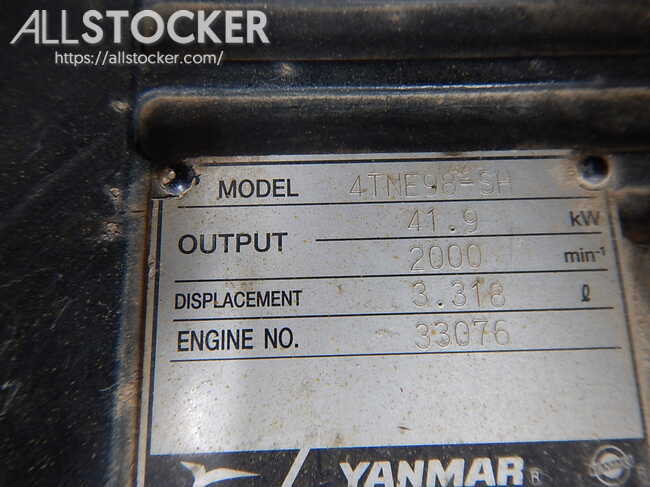 ALLSTOCKER
https://allstocker.com/
MODEL 4TNE98-SH
OUTPUT 41.9 kW
2000 min-1
DISPLACEMENT 3.318 ℓ
ENGINE NO. 33076
YANMAR®